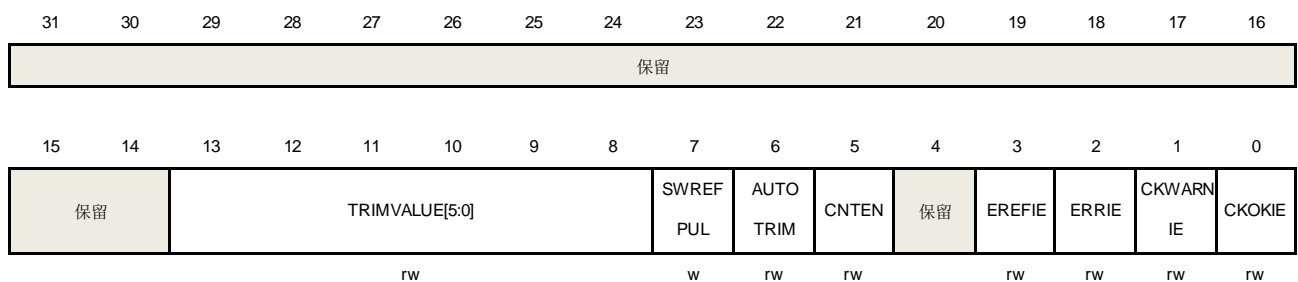 31 30 29 28 27 26 25 24 23 22 21 20 19 18 17 16
保留
15 14 13 12 11 10 9 8 7 6 5 4 3 2 1 0
保留 TRIMVALUE[5:0] SWREF PUL AUTO TRIM CNTEN 保留 EREFIE ERRIE CKWARN IE CKOKIE
rw w rw rw rw rw rw rw